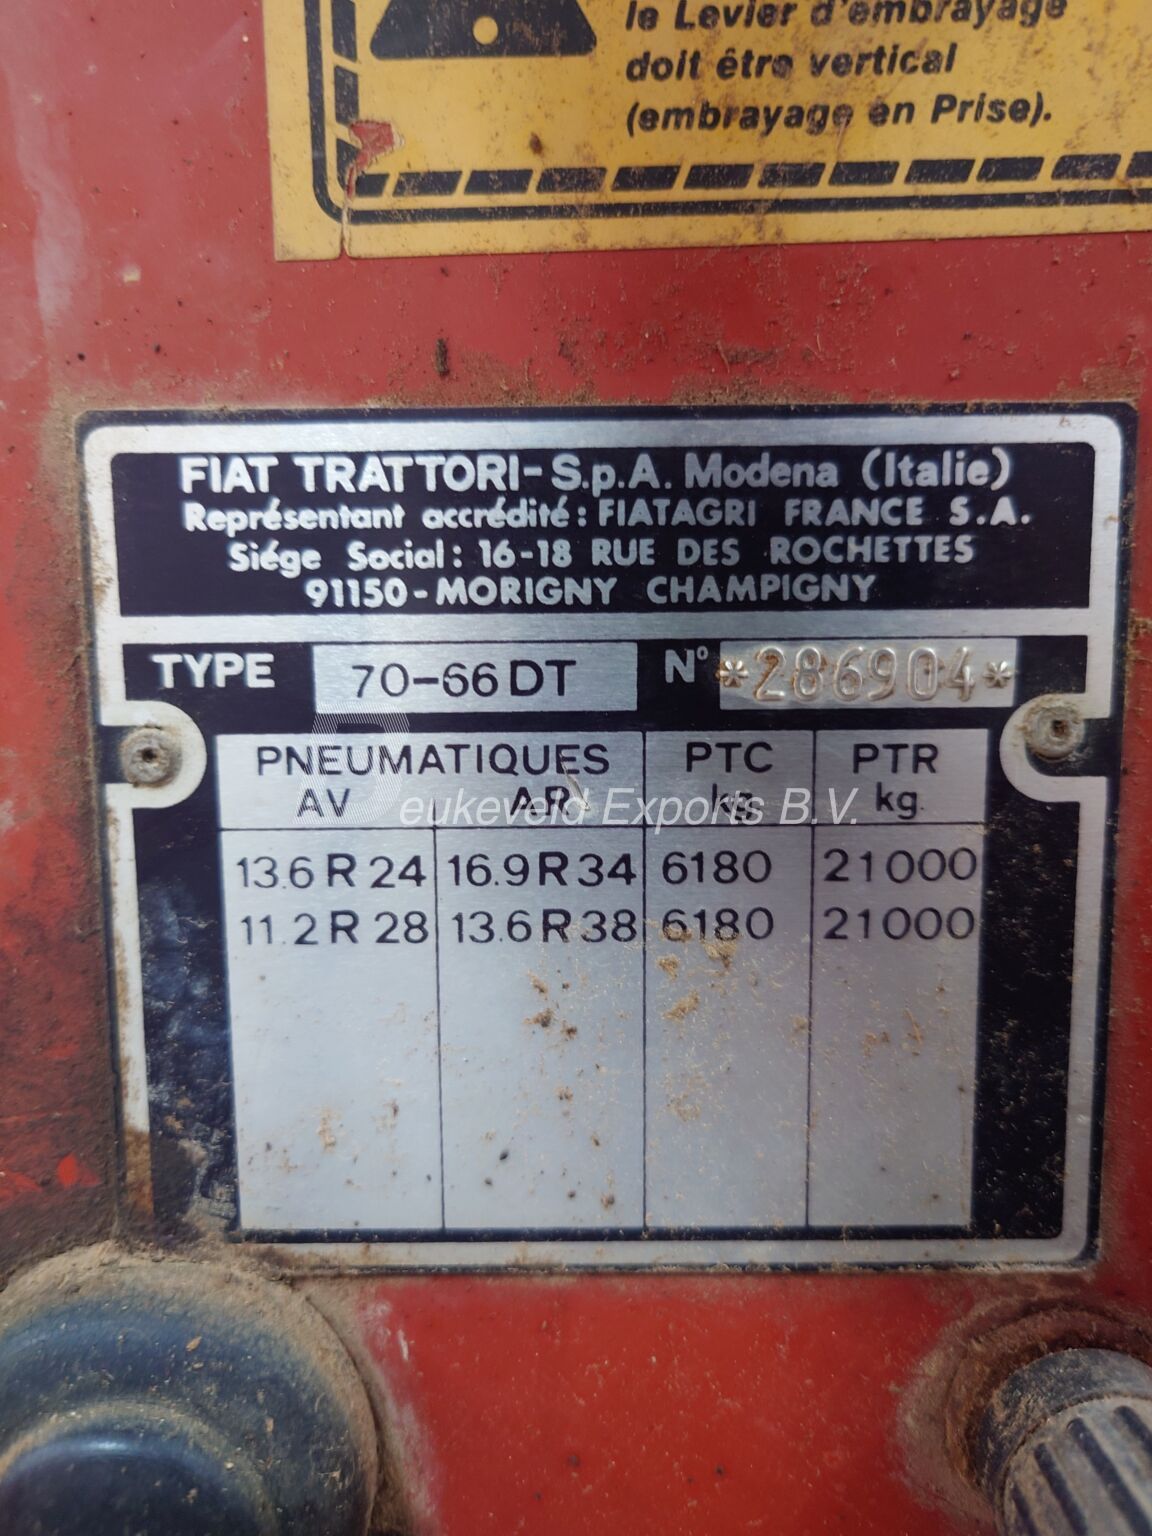 le Levier d'embrayage
doit être vertical
(embrayage en Prise).
FIAT TRATTORI-S.p.A. Modena (Italie)
Représentant accrédité: FIATAGRI FRANCE S.A.
Siége Social: 16-18 RUE DES ROCHETTES
91150-MORIGNY CHAMPIGNY
TYPE 70-66DT N° *286904*
PNEUMATIQUES PTC PTR
AV AR kg kg.
Beukeveld Exports B.V.
13.6 R 24 16.9 R 34 6180 21000
11.2 R 28 13.6 R 38 6180 21000